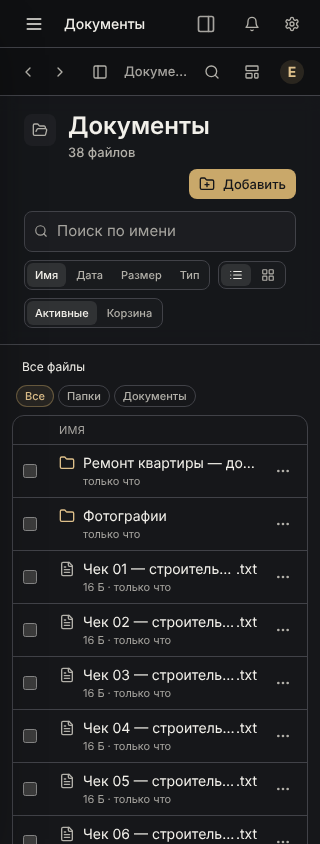 Документы
Докуме...
E
Документы
38 файлов
Добавить
Поиск по имени
Имя Дата Размер Тип
Активные Корзина
Все файлы
Все Папки Документы
ИМЯ
Ремонт квартиры — до...
только что
Фотографии
только что
Чек 01 — строитель... .txt
16 Б · только что
Чек 02 — строитель... .txt
16 Б · только что
Чек 03 — строитель... .txt
16 Б · только что
Чек 04 — строитель... .txt
16 Б · только что
Чек 05 — строитель... .txt
16 Б · только что
Чек 06 — строитель... .txt